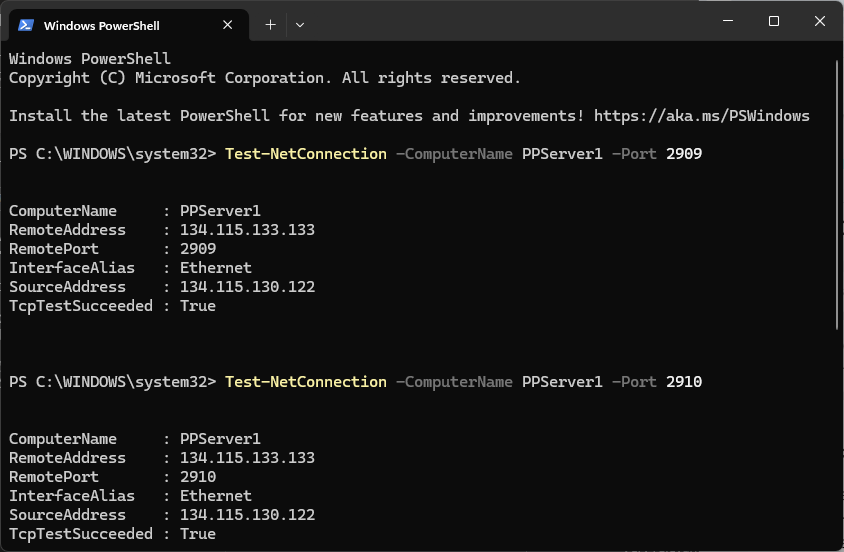 Windows PowerShell
Windows PowerShell
Copyright (C) Microsoft Corporation. All rights reserved.
Install the latest PowerShell for new features and improvements! https://aka.ms/PSWindows
PS C:\WINDOWS\system32> Test-NetConnection -ComputerName PPServer1 -Port 2909
ComputerName     : PPServer1
RemoteAddress    : 134.115.133.133
RemotePort       : 2909
InterfaceAlias   : Ethernet
SourceAddress    : 134.115.130.122
TcpTestSucceeded : True
PS C:\WINDOWS\system32> Test-NetConnection -ComputerName PPServer1 -Port 2910
ComputerName     : PPServer1
RemoteAddress    : 134.115.133.133
RemotePort       : 2910
InterfaceAlias   : Ethernet
SourceAddress    : 134.115.130.122
TcpTestSucceeded : True